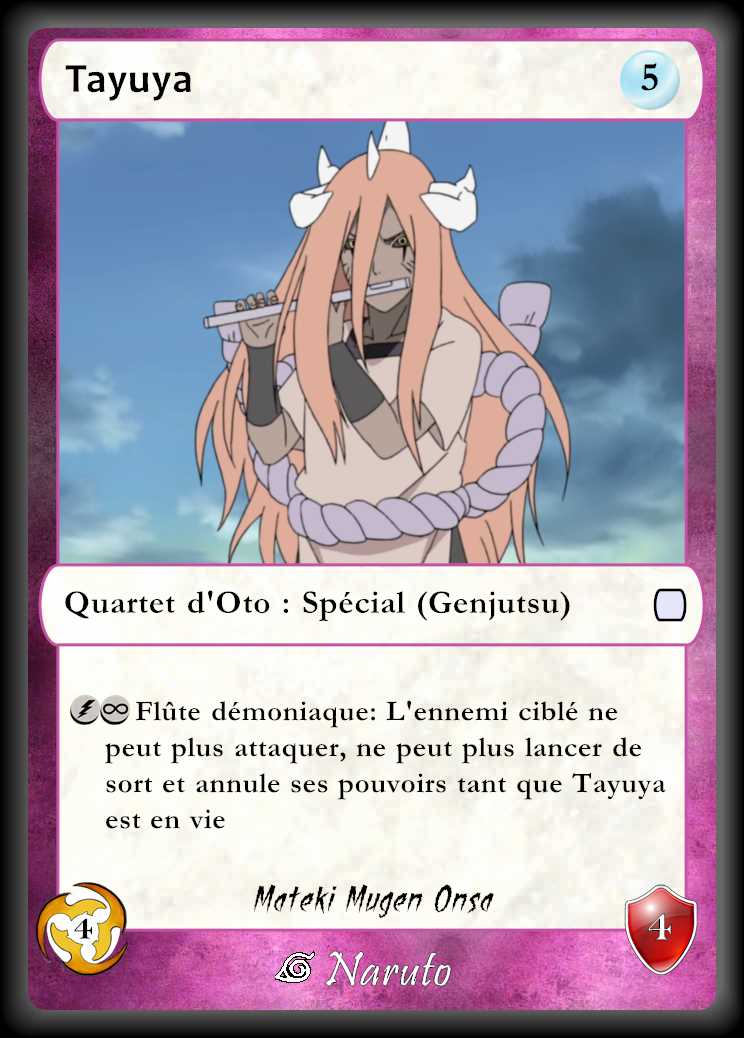 Tayuya
5
Quartet d'Oto : Spécial (Genjutsu)
Flûte démoniaque: L'ennemi ciblé ne
peut plus attaquer, ne peut plus lancer de
sort et annule ses pouvoirs tant que Tayuya
est en vie
Mateki Mugen Onsa
4
4
Naruto